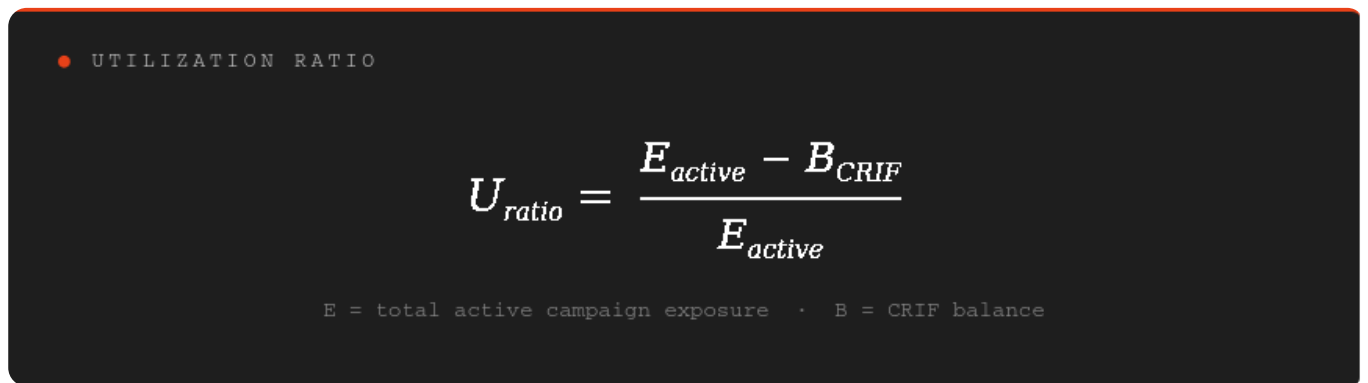 UTILIZATION RATIO
U_ratio = (E_active − B_CRIF) / E_active
E = total active campaign exposure · B = CRIF balance